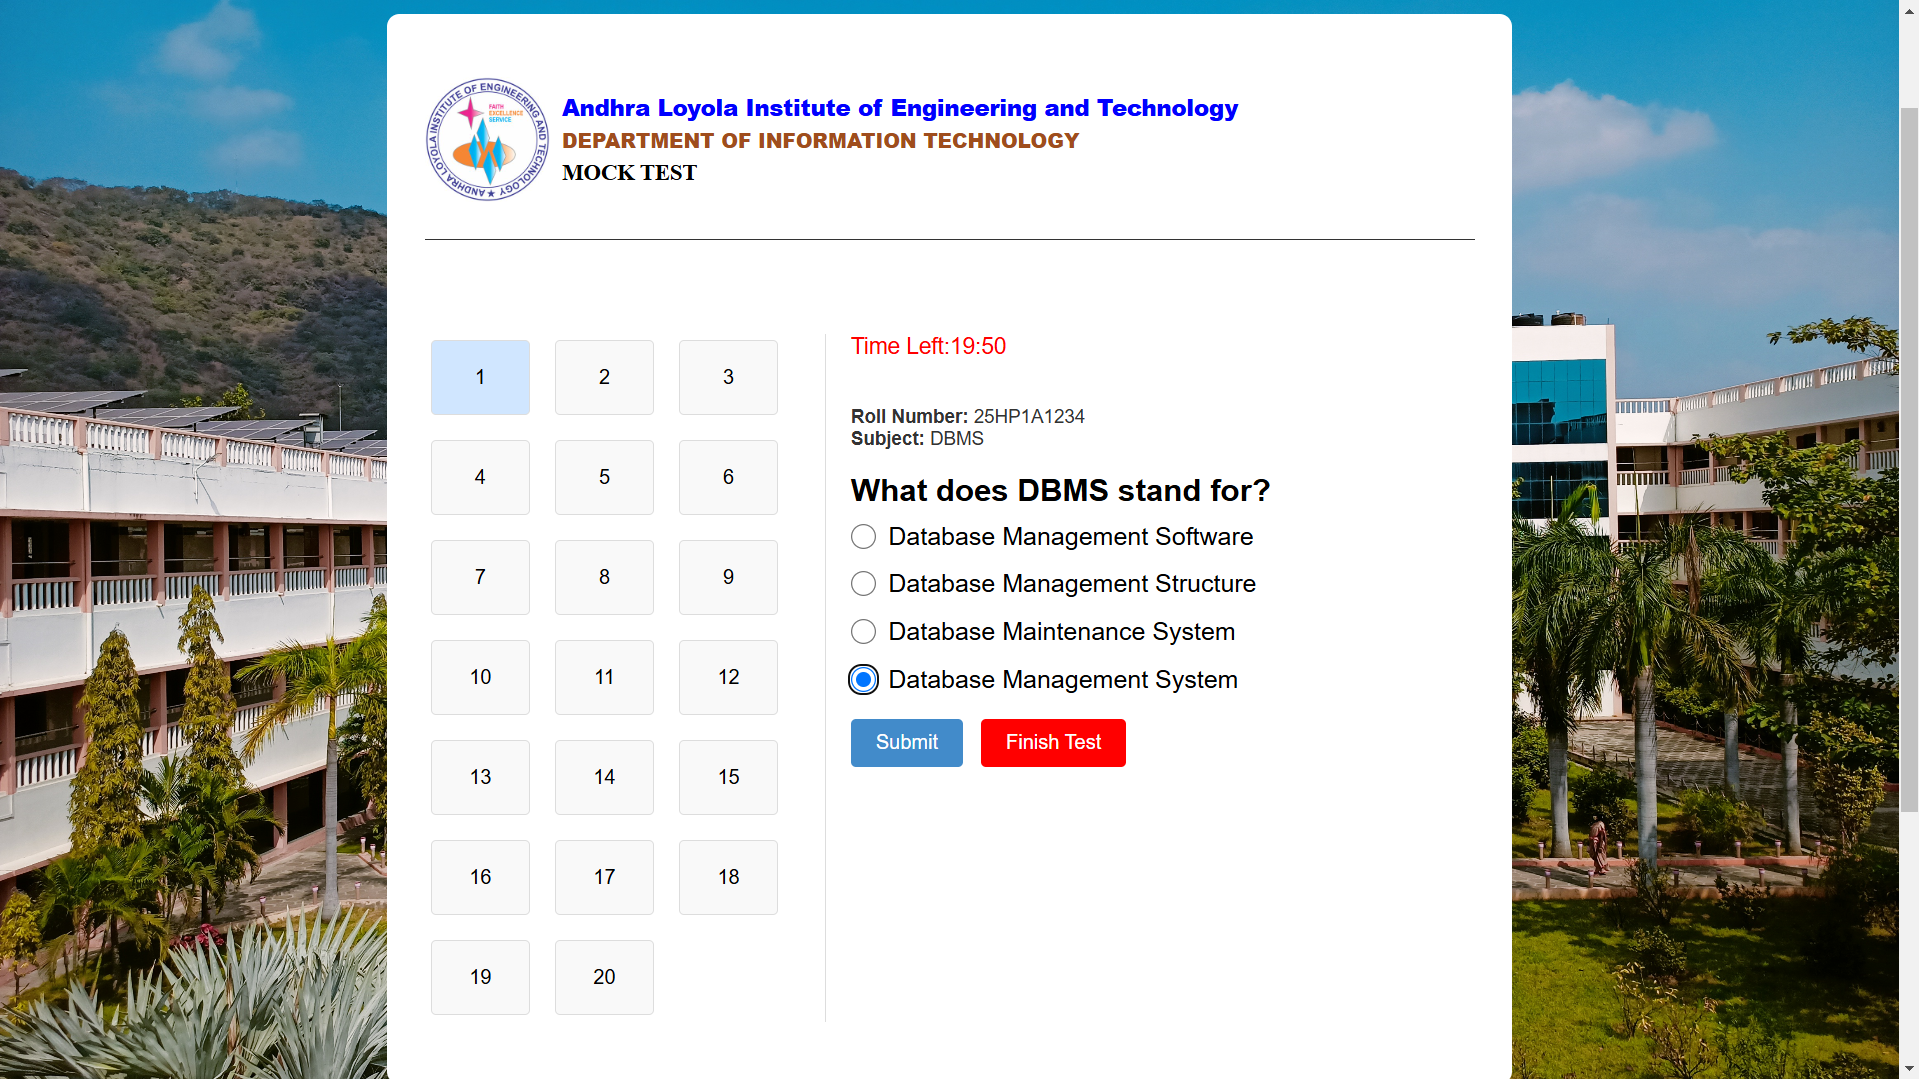 ANDHRA LOYOLA INSTITUTE OF ENGINEERING AND TECHNOLOGY ★
FAITH
EXCELLENCE
SERVICE
Andhra Loyola Institute of Engineering and Technology
DEPARTMENT OF INFORMATION TECHNOLOGY
MOCK TEST
1 2 3
4 5 6
7 8 9
10 11 12
13 14 15
16 17 18
19 20
Time Left:19:50
Roll Number: 25HP1A1234
Subject: DBMS
What does DBMS stand for?
Database Management Software
Database Management Structure
Database Maintenance System
Database Management System
Submit Finish Test